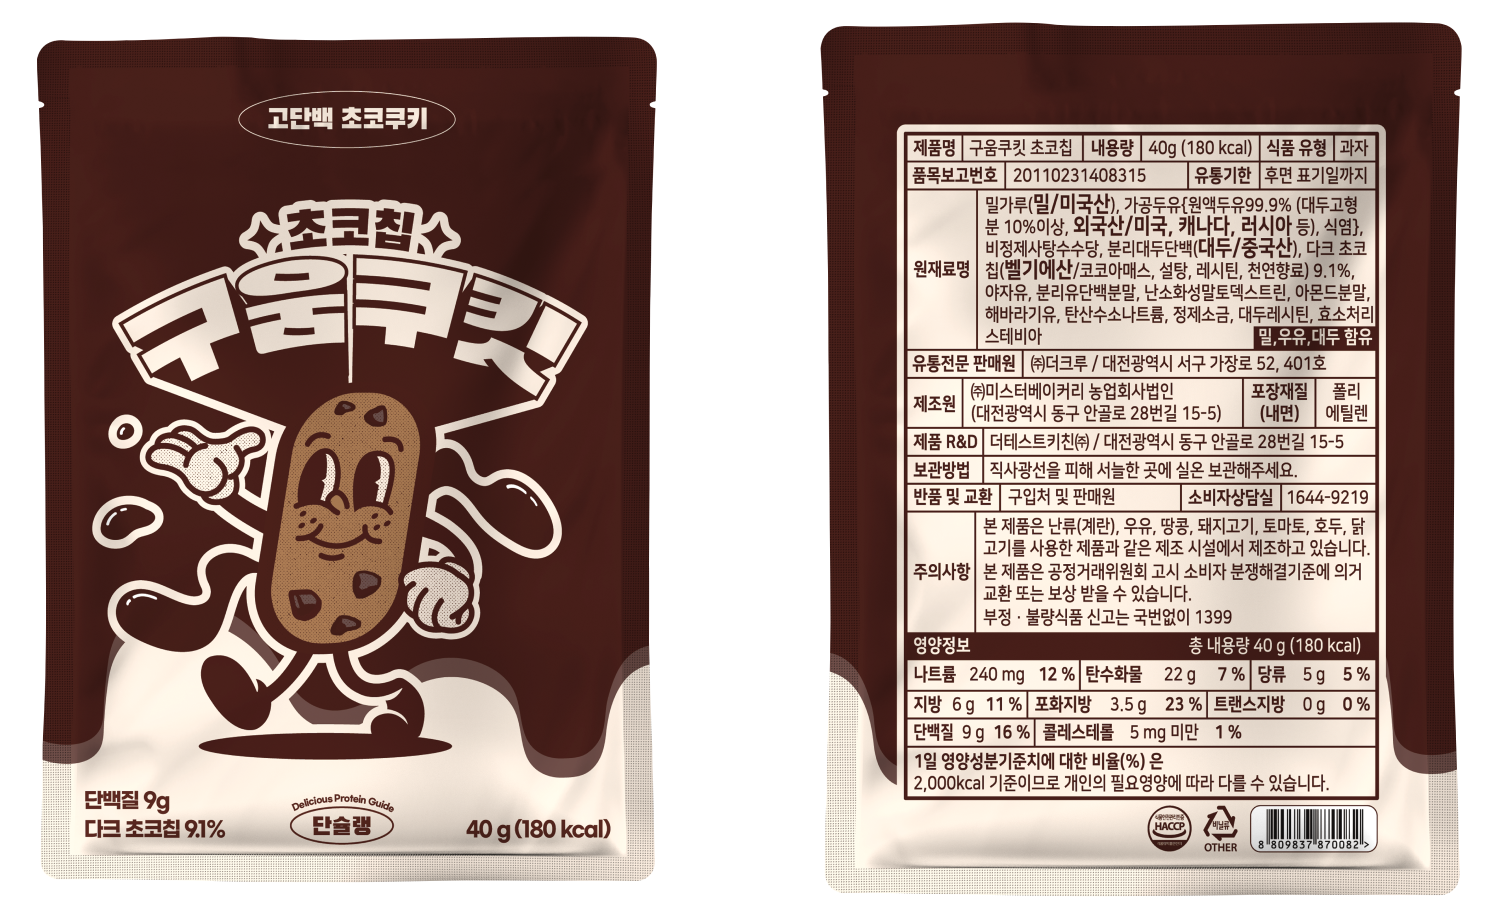 고단백 초코쿠키
초코칩
구움쿠킷
단백질 9g
다크 초코칩 9.1%
Delicious Protein Guide
단슐랭
40 g (180 kcal)
제품명 구움쿠킷 초코칩 내용량 40g (180 kcal) 식품 유형 과자
품목보고번호 20110231408315 유통기한 후면 표기일까지
원재료명
밀가루(밀/미국산), 가공두유{원액두유99.9% (대두고형
분 10%이상, 외국산/미국, 캐나다, 러시아 등), 식염},
비정제사탕수수당, 분리대두단백(대두/중국산), 다크 초코
칩(벨기에산/코코아매스, 설탕, 레시틴, 천연향료) 9.1%,
야자유, 분리유단백분말, 난소화성말토덱스트린, 아몬드분말,
해바라기유, 탄산수소나트륨, 정제소금, 대두레시틴, 효소처리
스테비아 밀,우유,대두 함유
유통전문 판매원 ㈜더크루 / 대전광역시 서구 가장로 52, 401호
제조원 ㈜미스터베이커리 농업회사법인
(대전광역시 동구 안골로 28번길 15-5)
포장재질
(내면)
폴리
에틸렌
제품 R&D 더테스트키친㈜ / 대전광역시 동구 안골로 28번길 15-5
보관방법 직사광선을 피해 서늘한 곳에 실온 보관해주세요.
반품 및 교환 구입처 및 판매원 소비자상담실 1644-9219
주의사항
본 제품은 난류(계란), 우유, 땅콩, 돼지고기, 토마토, 호두, 닭
고기를 사용한 제품과 같은 제조 시설에서 제조하고 있습니다.
본 제품은 공정거래위원회 고시 소비자 분쟁해결기준에 의거
교환 또는 보상 받을 수 있습니다.
부정 · 불량식품 신고는 국번없이 1399
영양정보 총 내용량 40 g (180 kcal)
나트륨 240 mg 12 % 탄수화물 22 g 7 % 당류 5 g 5 %
지방 6 g 11 % 포화지방 3.5 g 23 % 트랜스지방 0 g 0 %
단백질 9 g 16 % 콜레스테롤 5 mg 미만 1 %
1일 영양성분기준치에 대한 비율(%) 은
2,000kcal 기준이므로 개인의 필요영양에 따라 다를 수 있습니다.
HACCP
비닐류
OTHER
8 809837 870082 >